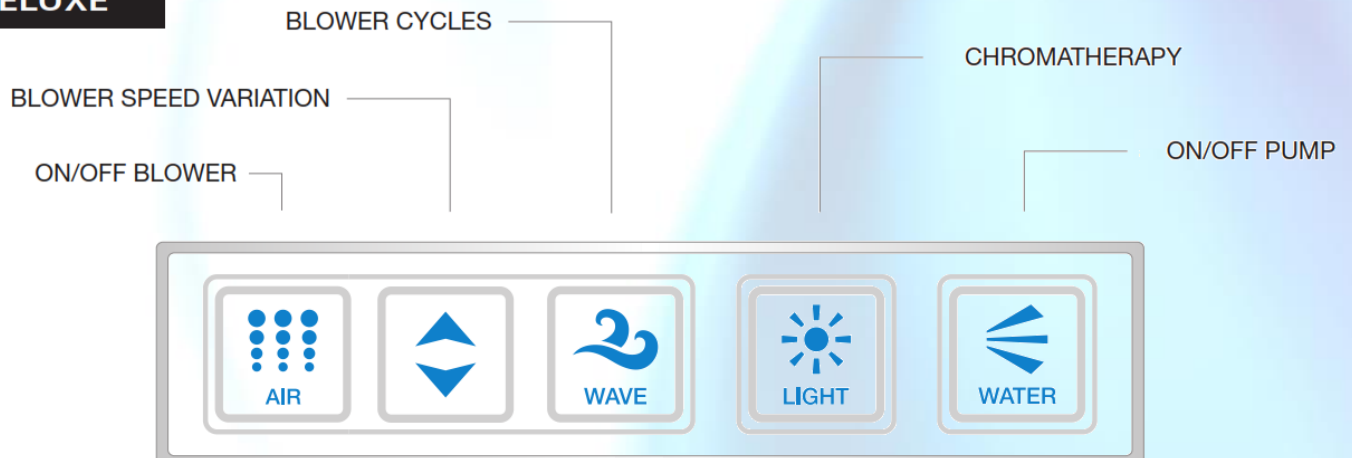 ELUXE
BLOWER CYCLES
CHROMATHERAPY
BLOWER SPEED VARIATION
ON/OFF PUMP
ON/OFF BLOWER
AIR
WAVE
LIGHT
WATER